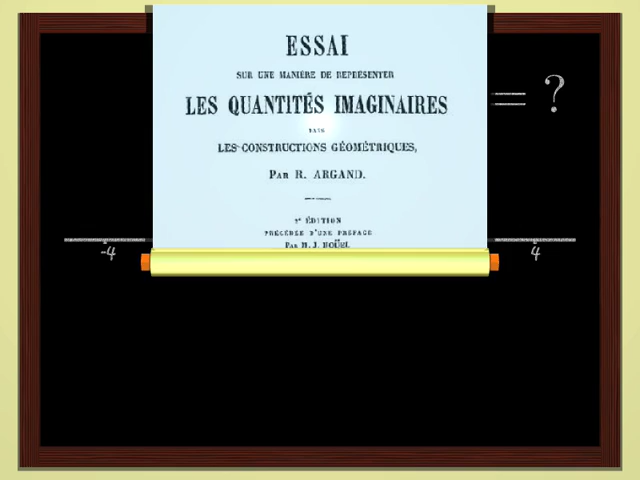 ESSAI
SUR UNE MANIÈRE DE REPRÉSENTER
LES QUANTITÉS IMAGINAIRES
DANS
LES CONSTRUCTIONS GÉOMÉTRIQUES,
PAR R. ARGAND.
2e ÉDITION
PRÉCÉDÉE D'UNE PRÉFACE
PAR M. J. HOÜEL
= ?
-4 4